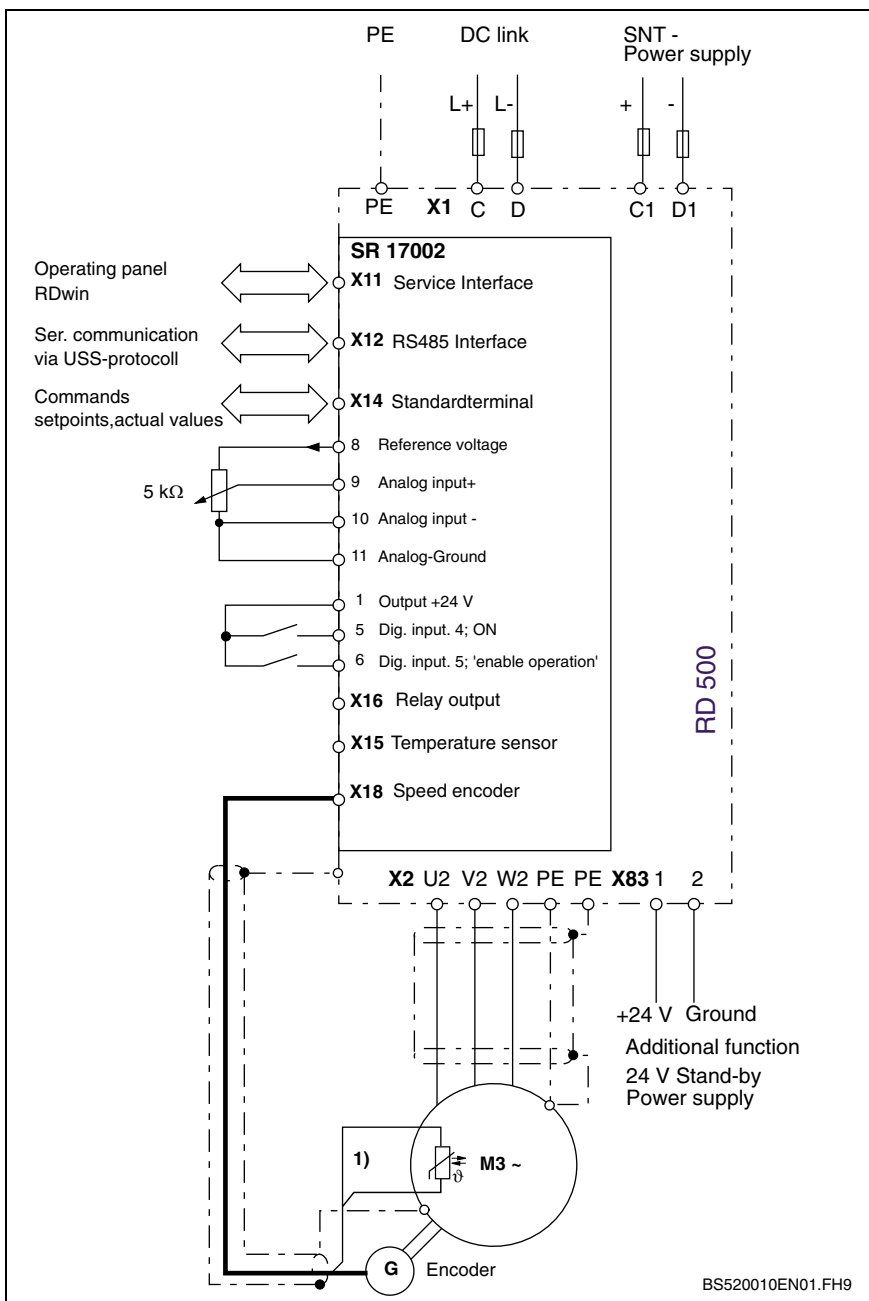 PE
DC link
SNT -
Power supply
L+
L-
+
-
PE
X1
C
D
C1
D1
SR 17002
Operating panel
RDwin
X11 Service Interface
Ser. communication
via USS-protocoll
X12 RS485 Interface
Commands
setpoints,actual values
X14 Standardterminal
8 Reference voltage
5 kΩ
9 Analog input+
10 Analog input -
11 Analog-Ground
1 Output +24 V
5 Dig. input. 4; ON
6 Dig. input. 5; 'enable operation'
X16 Relay output
X15 Temperature sensor
X18 Speed encoder
RD 500
X2 U2 V2 W2 PE PE X83 1 2
+24 V Ground
Additional function
24 V Stand-by
Power supply
1)
ϑ
M3 ~
G
Encoder
BS520010EN01.FH9